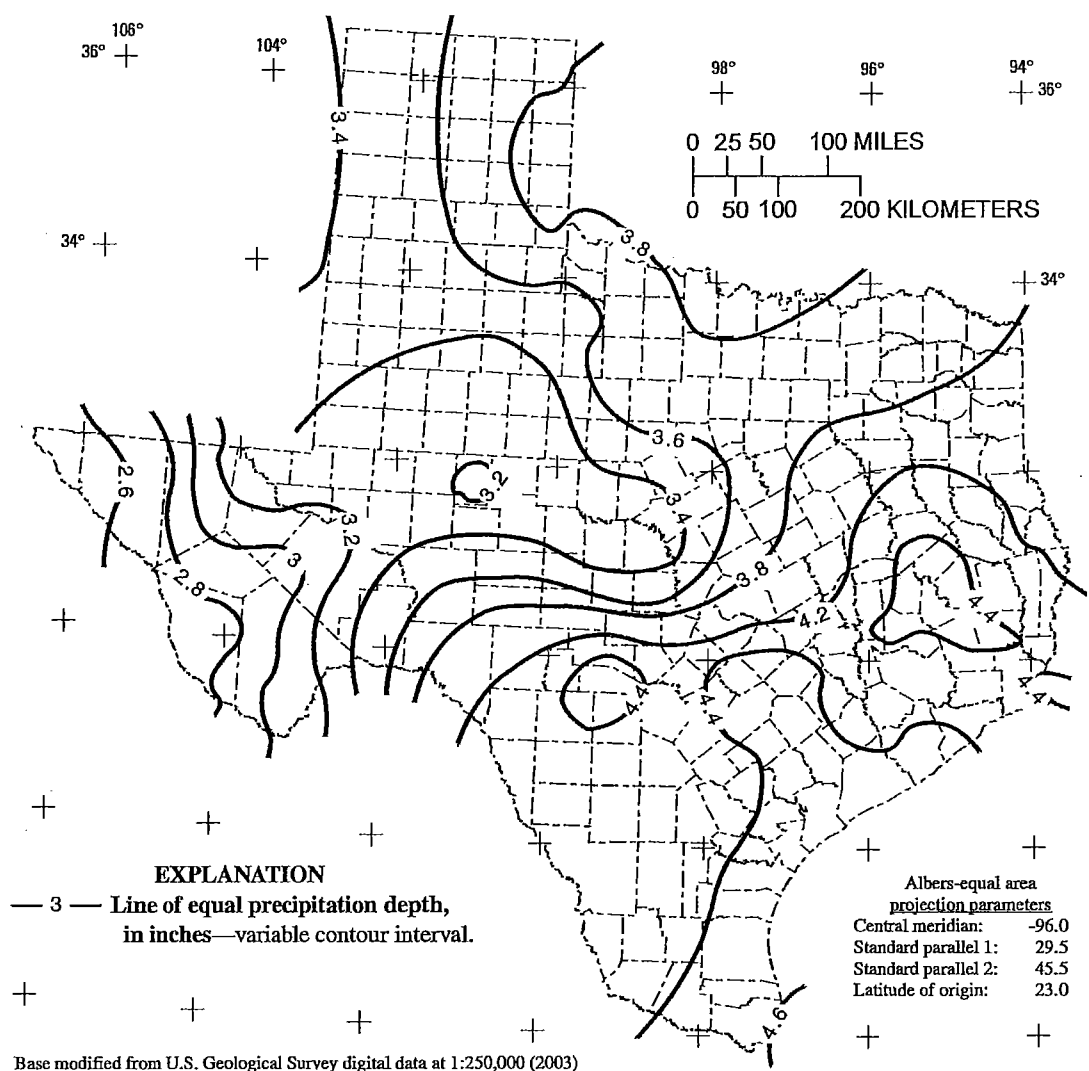 106°
36°
104°
98°
96°
94°
36°
0 25 50 100 MILES
0 50 100 200 KILOMETERS
3.4
34°
3.8
34°
3.6
2.6
3.2
3.4
3.2
3
2.8
3.8
4.2
4.4
4.4
4.4
4.4
EXPLANATION
— 3 — Line of equal precipitation depth,
in inches—variable contour interval.
Albers-equal area
projection parameters
Central meridian: -96.0
Standard parallel 1: 29.5
Standard parallel 2: 45.5
Latitude of origin: 23.0
4.6
Base modified from U.S. Geological Survey digital data at 1:250,000 (2003)